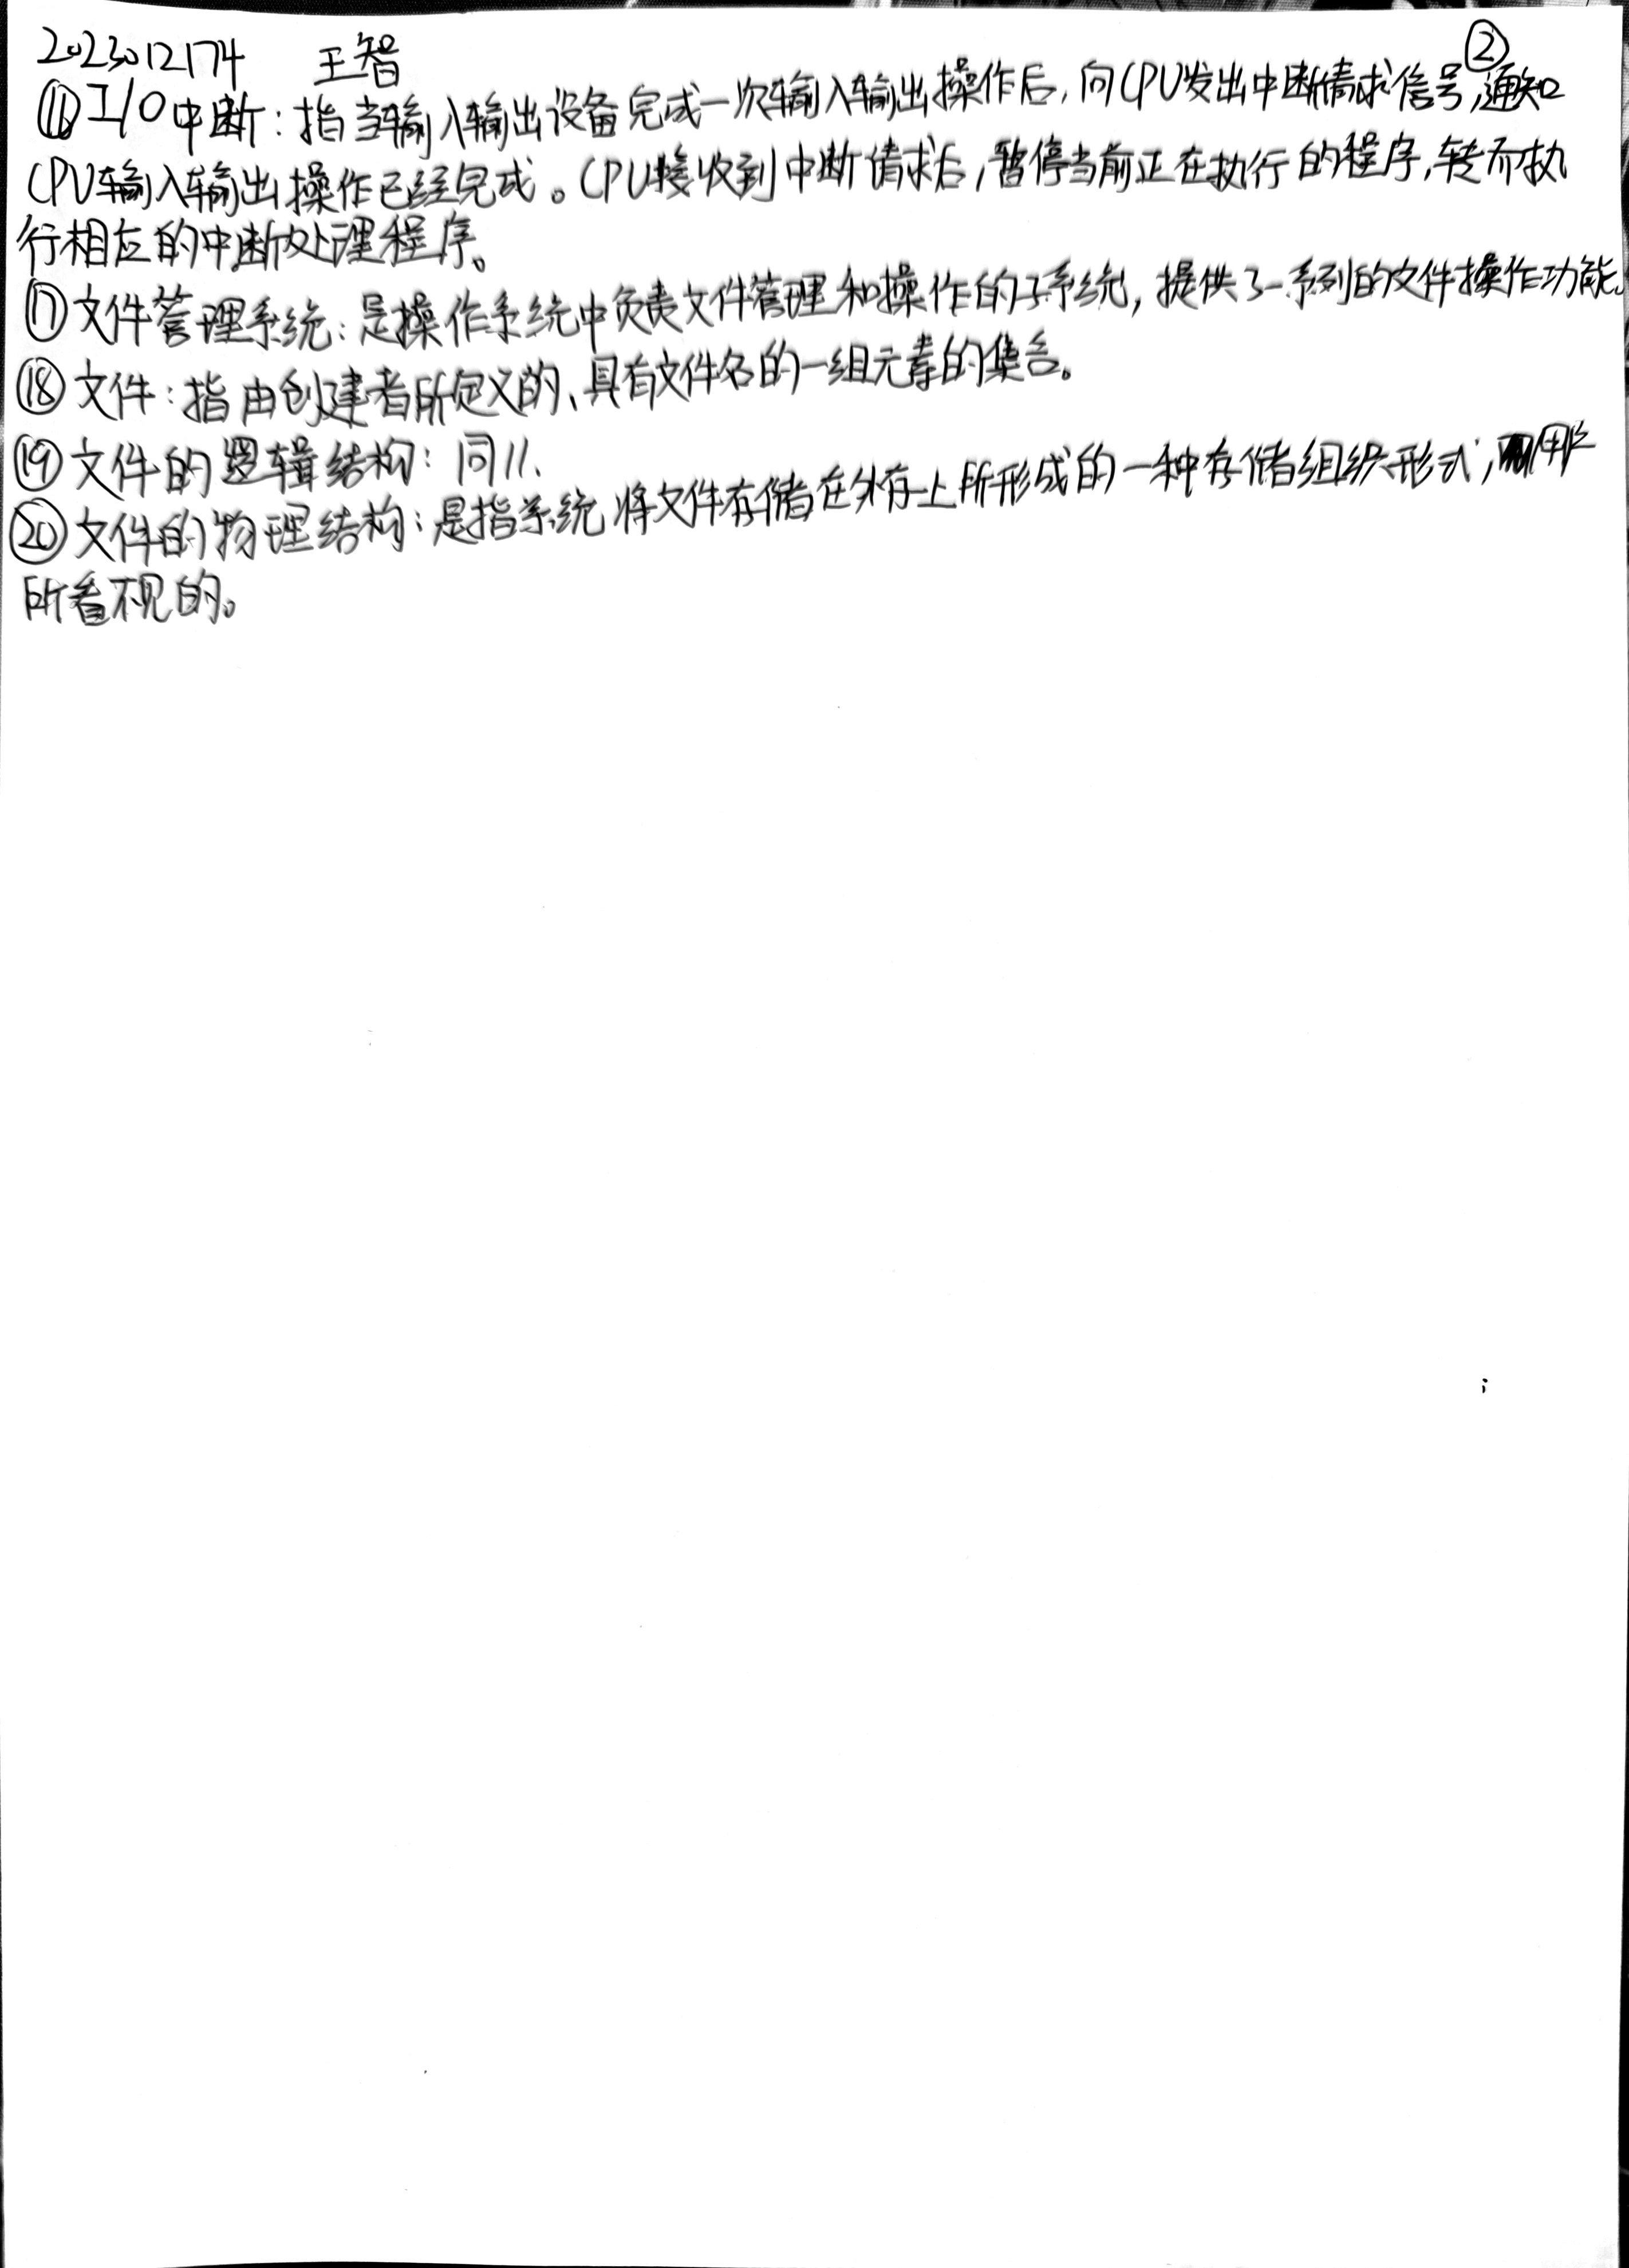 2023012174 王智 ②
⑯ I/O中断：指当输入输出设备完成一次输入输出操作后，向CPU发出中断请求信号，通知
CPU输入输出操作已经完成。CPU接收到中断请求后，暂停当前正在执行的程序，转而执
行相应的中断处理程序。
⑰ 文件管理系统：是操作系统中负责文件管理和操作的子系统，提供了一系列的文件操作功能。
⑱ 文件：指由创建者所定义的、具有文件名的一组元素的集合。
⑲ 文件的逻辑结构：同11.
⑳ 文件的物理结构：是指系统将文件存储在外存上所形成的一种存储组织形式，用户
所看不见的。